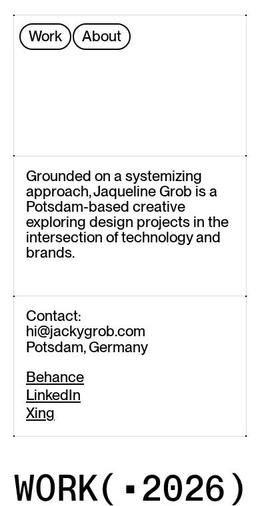 Work About
Grounded on a systemizing
approach, Jaqueline Grob is a
Potsdam-based creative
exploring design projects in the
intersection of technology and
brands.
Contact:
hi@jackygrob.com
Potsdam, Germany
Behance
LinkedIn
Xing
WORK(▪2026)